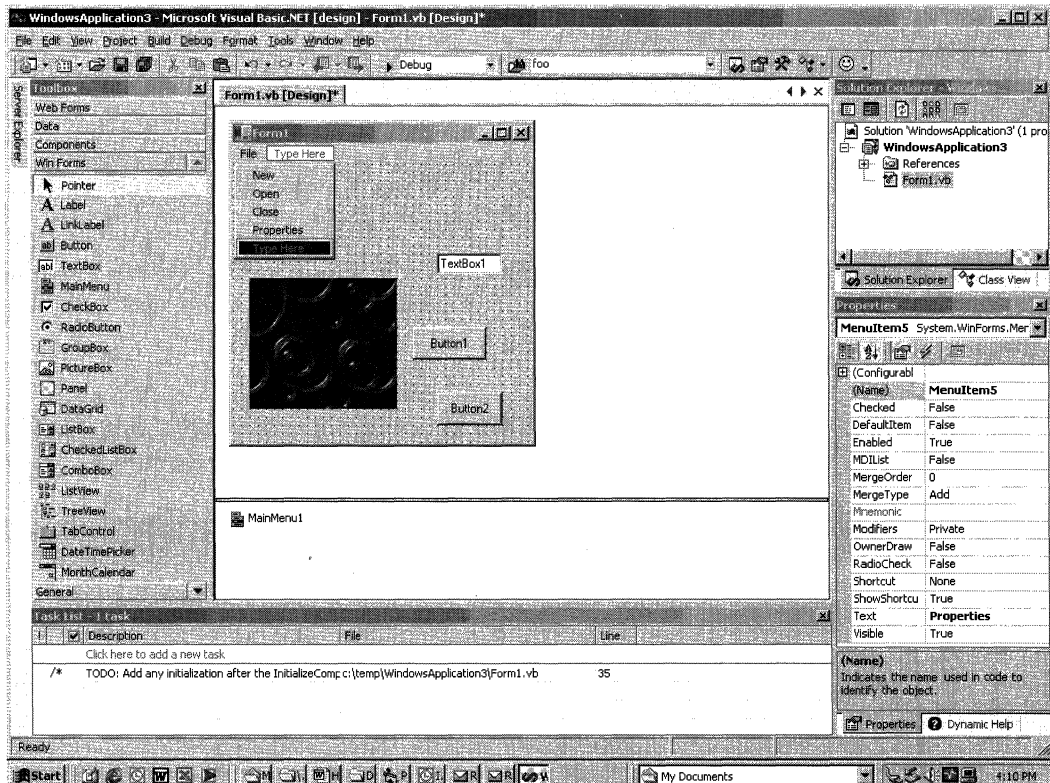 WindowsApplication3 - Microsoft Visual Basic.NET [design] - Form1.vb [Design]*
File Edit View Project Build Debug Format Tools Window Help
Debug
foo
Server Explorer
Toolbox
Web Forms
Data
Components
Win Forms
Pointer
Label
LinkLabel
Button
TextBox
MainMenu
CheckBox
RadioButton
GroupBox
PictureBox
Panel
DataGrid
ListBox
CheckedListBox
ComboBox
ListView
TreeView
TabControl
DateTimePicker
MonthCalendar
General
Form1.vb [Design]*
Form1
File Type Here
New
Open
Close
Properties
Type Here
TextBox1
Button1
Button2
MainMenu1
Solution Explorer
Solution 'WindowsApplication3' (1 pro
WindowsApplication3
References
Form1.vb
Solution Explorer Class View
Properties
MenuItem5 System.WinForms.Mer
(Configurabl
(Name) MenuItem5
Checked False
DefaultItem False
Enabled True
MDIList False
MergeOrder 0
MergeType Add
Mnemonic
Modifiers Private
OwnerDraw False
RadioCheck False
Shortcut None
ShowShortcu True
Text Properties
Visible True
(Name)
Indicates the name used in code to
identify the object.
Properties Dynamic Help
Task List - 1 task
! Description File Line
Click here to add a new task
/* TODO: Add any initialization after the InitializeComp c:\temp\WindowsApplication3\Form1.vb 35
Ready
Start
My Documents
4:10 PM